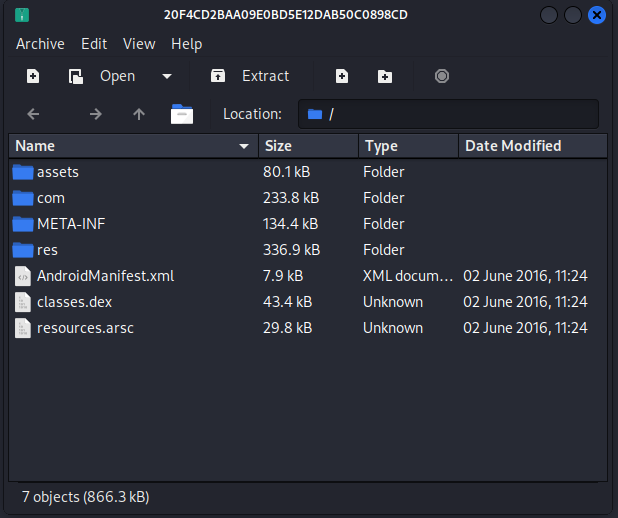 20F4CD2BAA09E0BD5E12DAB50C0898CD
Archive Edit View Help
Open Extract
Location: /
Name Size Type Date Modified
assets 80.1 kB Folder
com 233.8 kB Folder
META-INF 134.4 kB Folder
res 336.9 kB Folder
AndroidManifest.xml 7.9 kB XML docum... 02 June 2016, 11:24
classes.dex 43.4 kB Unknown 02 June 2016, 11:24
resources.arsc 29.8 kB Unknown 02 June 2016, 11:24
7 objects (866.3 kB)